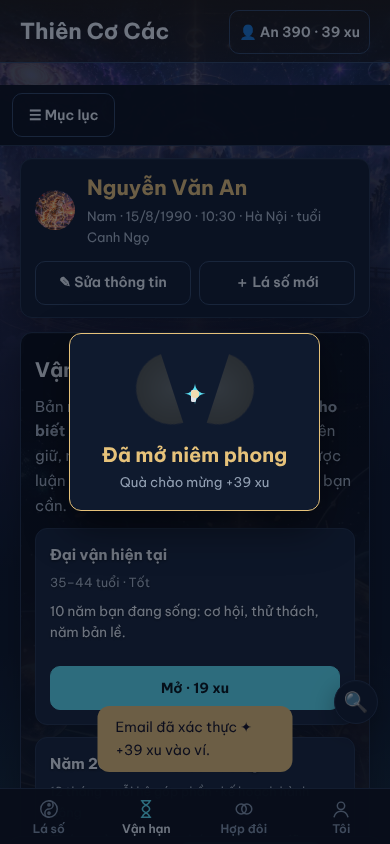 Thiên Cơ Các
An 390 · 39 xu
☰ Mục lục
Nguyễn Văn An
Nam · 15/8/1990 · 10:30 · Hà Nội · tuổi
Canh Ngọ
✎ Sửa thông tin
+ Lá số mới
Bản
ho
biết
ên
giữ,
ược
luận
bạn
cần.
Đã mở niêm phong
Quà chào mừng +39 xu
Đại vận hiện tại
35–44 tuổi · Tốt
10 năm bạn đang sống: cơ hội, thử thách,
năm bản lề.
Mở · 19 xu
Email đã xác thực ✦
+39 xu vào ví.
Năm 2
Lá số
Vận hạn
Hợp đôi
Tôi